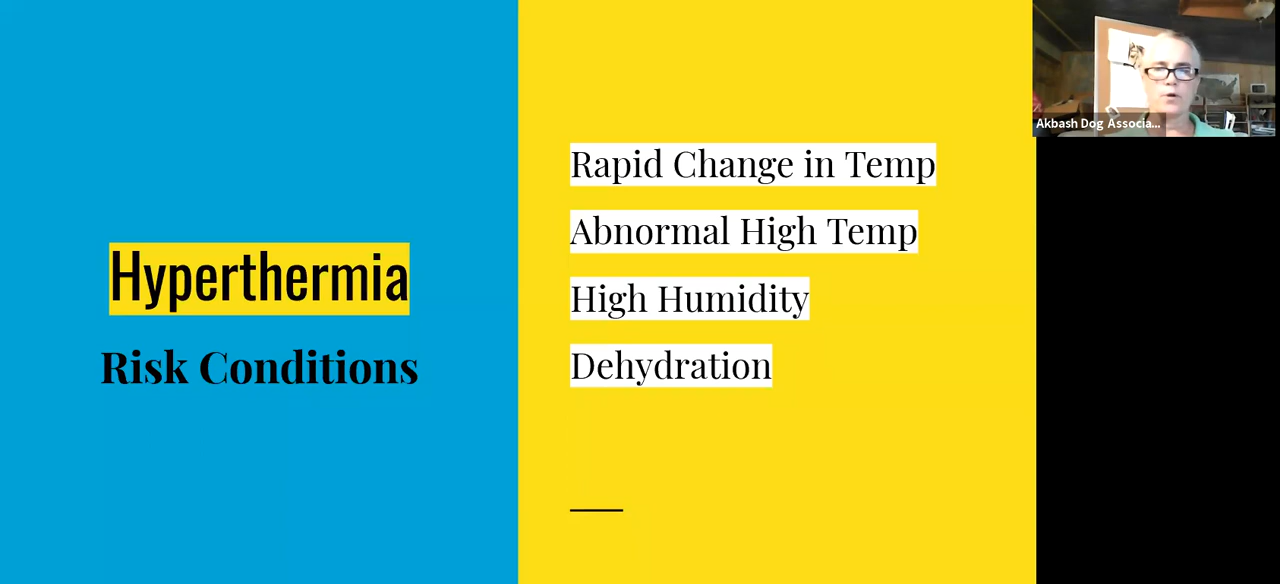 Akbash Dog Associa...
Hyperthermia
Risk Conditions
Rapid Change in Temp
Abnormal High Temp
High Humidity
Dehydration